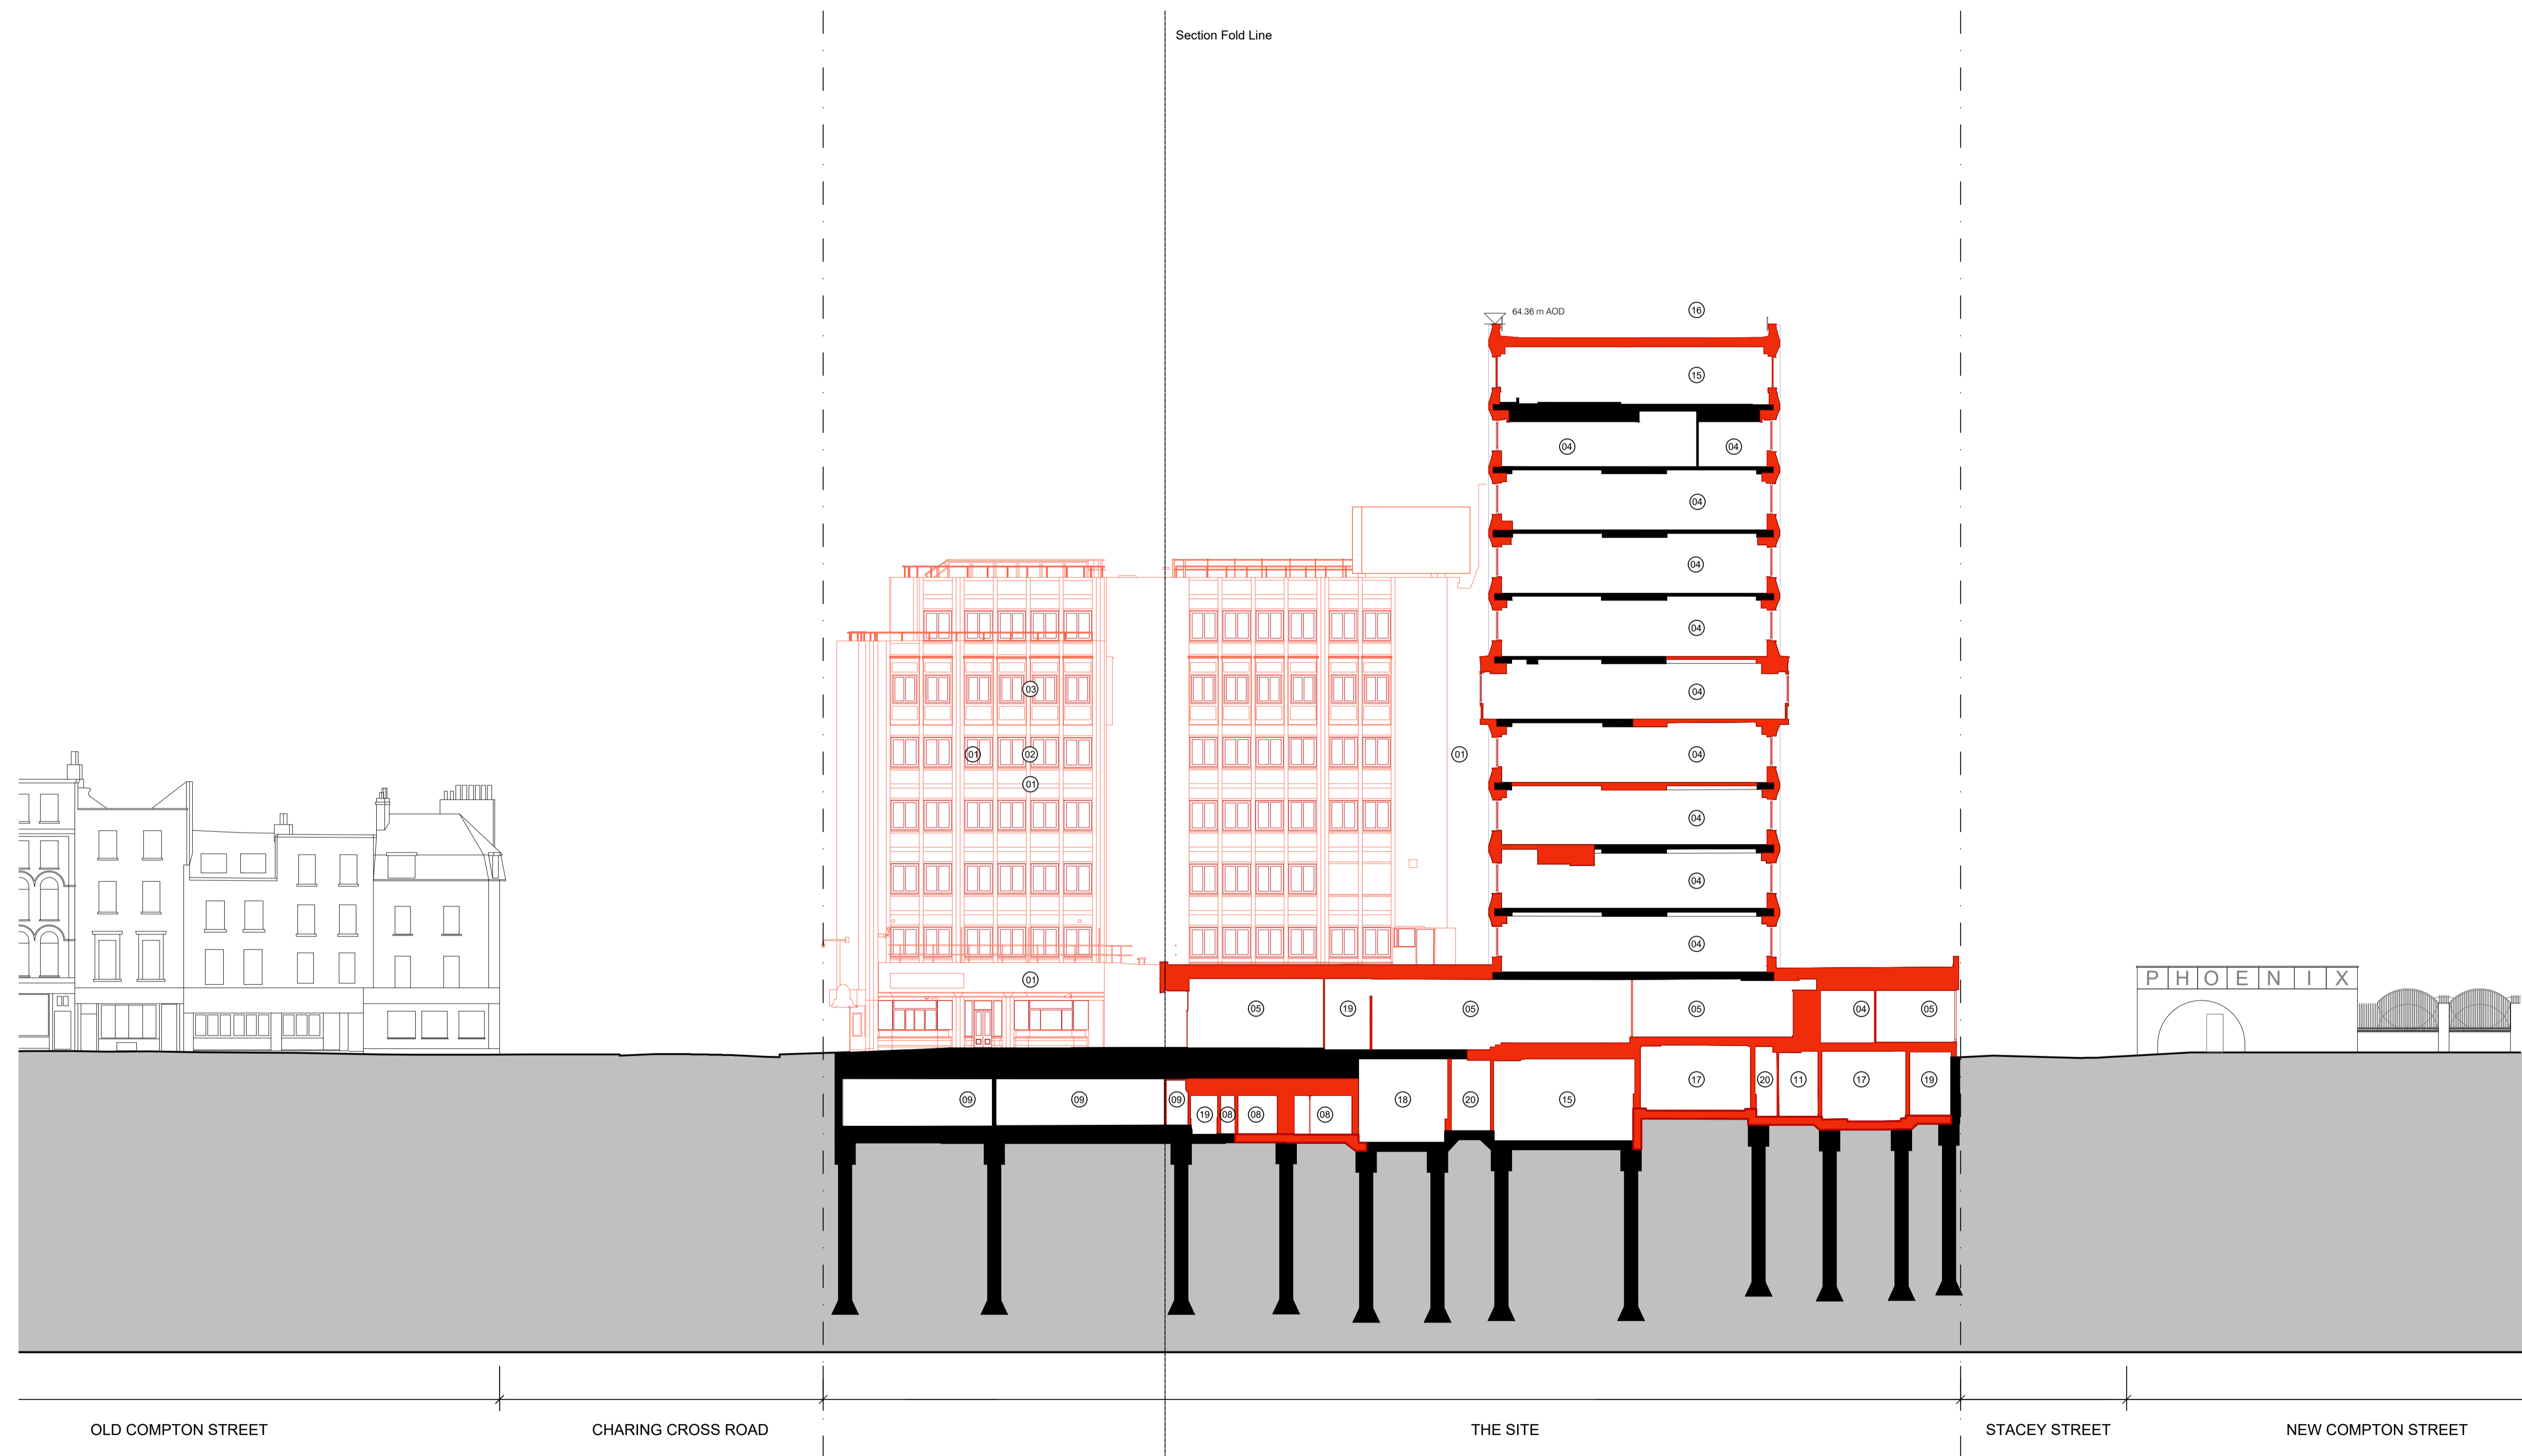 Section Fold Line
64.36 m AOD
16
15
04 04
04
04
04
03
04
01 02 01 04
01
04
04
04
01
05 19 05 05 04 05
PHOENIX
09 09 09 19 08 08 08 18 20 15 17 20 11 17 19
OLD COMPTON STREET CHARING CROSS ROAD THE SITE STACEY STREET NEW COMPTON STREET